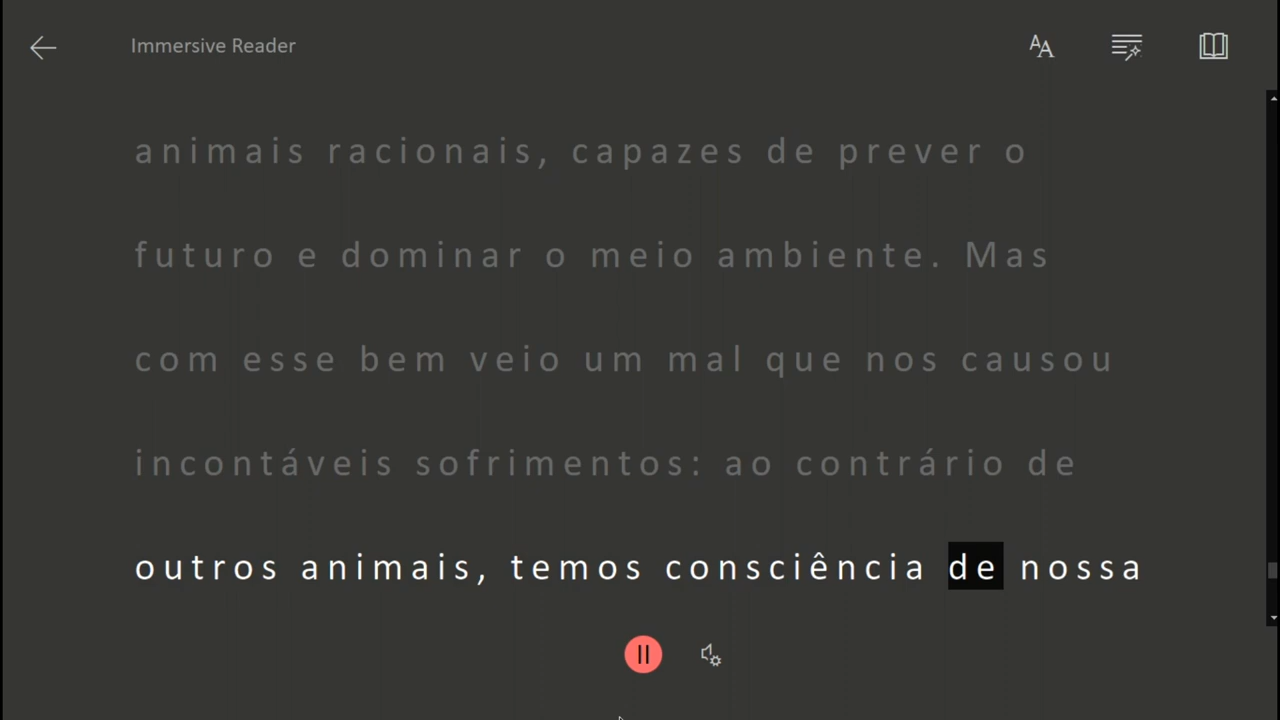 Immersive Reader
animais racionais, capazes de prever o
futuro e dominar o meio ambiente. Mas
com esse bem veio um mal que nos causou
incontáveis sofrimentos: ao contrário de
outros animais, temos consciência de nossa